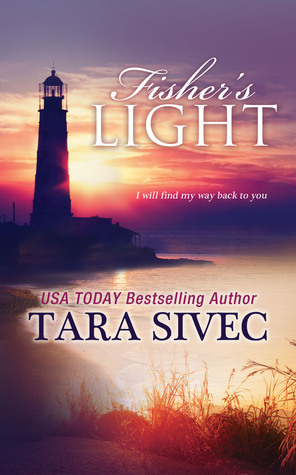 Fisher's
LIGHT
I will find my way back to you
USA TODAY Bestselling Author
TARA SIVEC